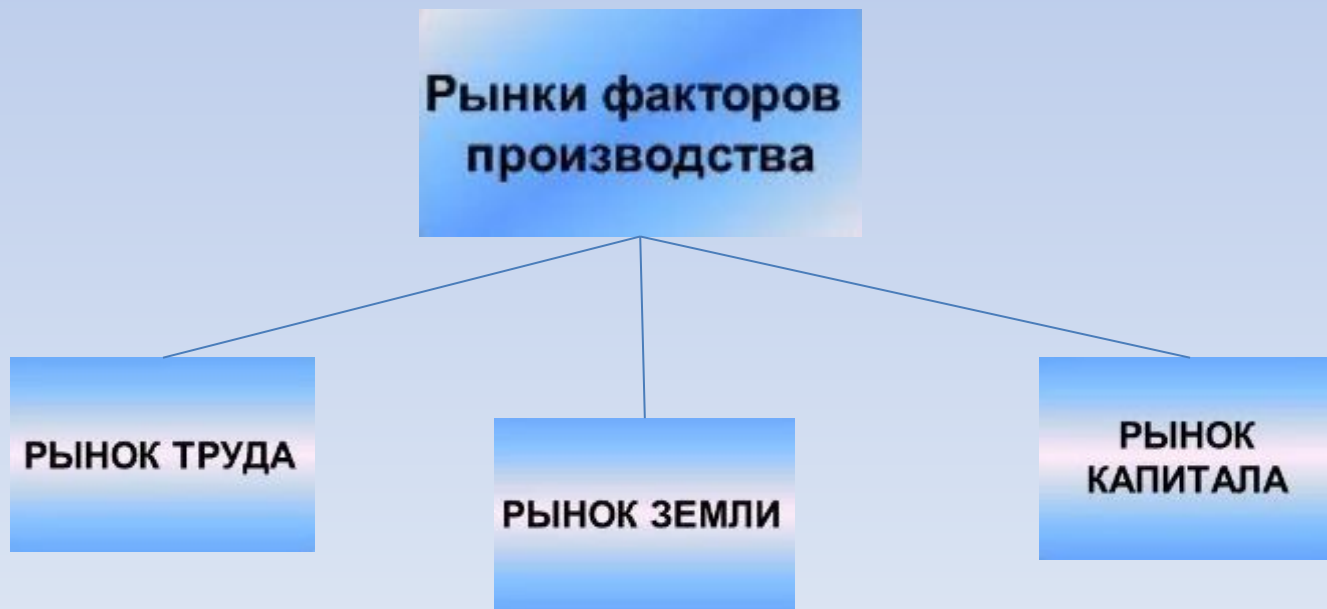 Рынки факторов
производства
РЫНОК ТРУДА
РЫНОК ЗЕМЛИ
РЫНОК
КАПИТАЛА